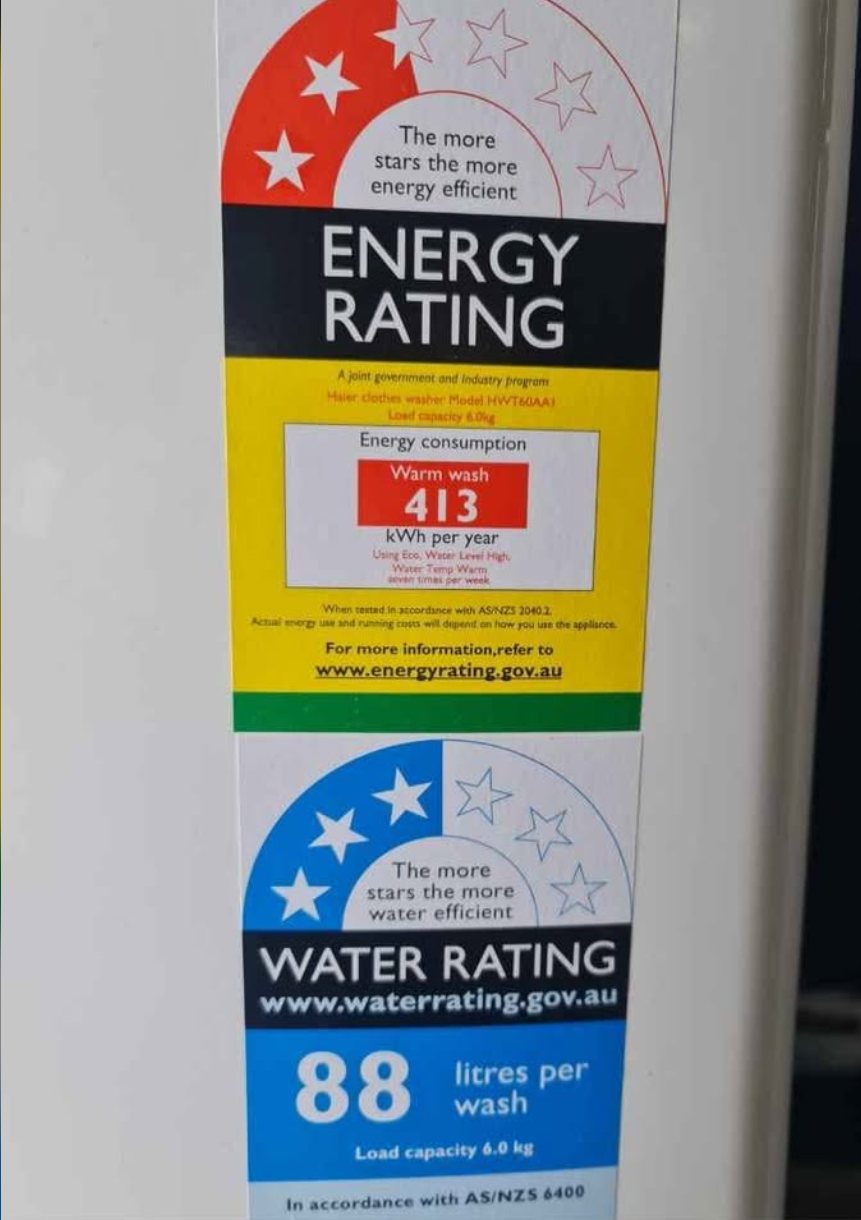 The more
stars the more
energy efficient
ENERGY
RATING
A joint government and industry program
Haier clothes washer Model HWT60AA1
Load capacity 6.0kg
Energy consumption
Warm wash
413
kWh per year
Using Eco, Water Level High,
Water Temp Warm
seven times per week
When tested in accordance with AS/NZS 2040.2.
Actual energy use and running costs will depend on how you use the appliance.
For more information,refer to
www.energyrating.gov.au
The more
stars the more
water efficient
WATER RATING
www.waterrating.gov.au
88 litres per
wash
Load capacity 6.0 kg
In accordance with AS/NZS 6400